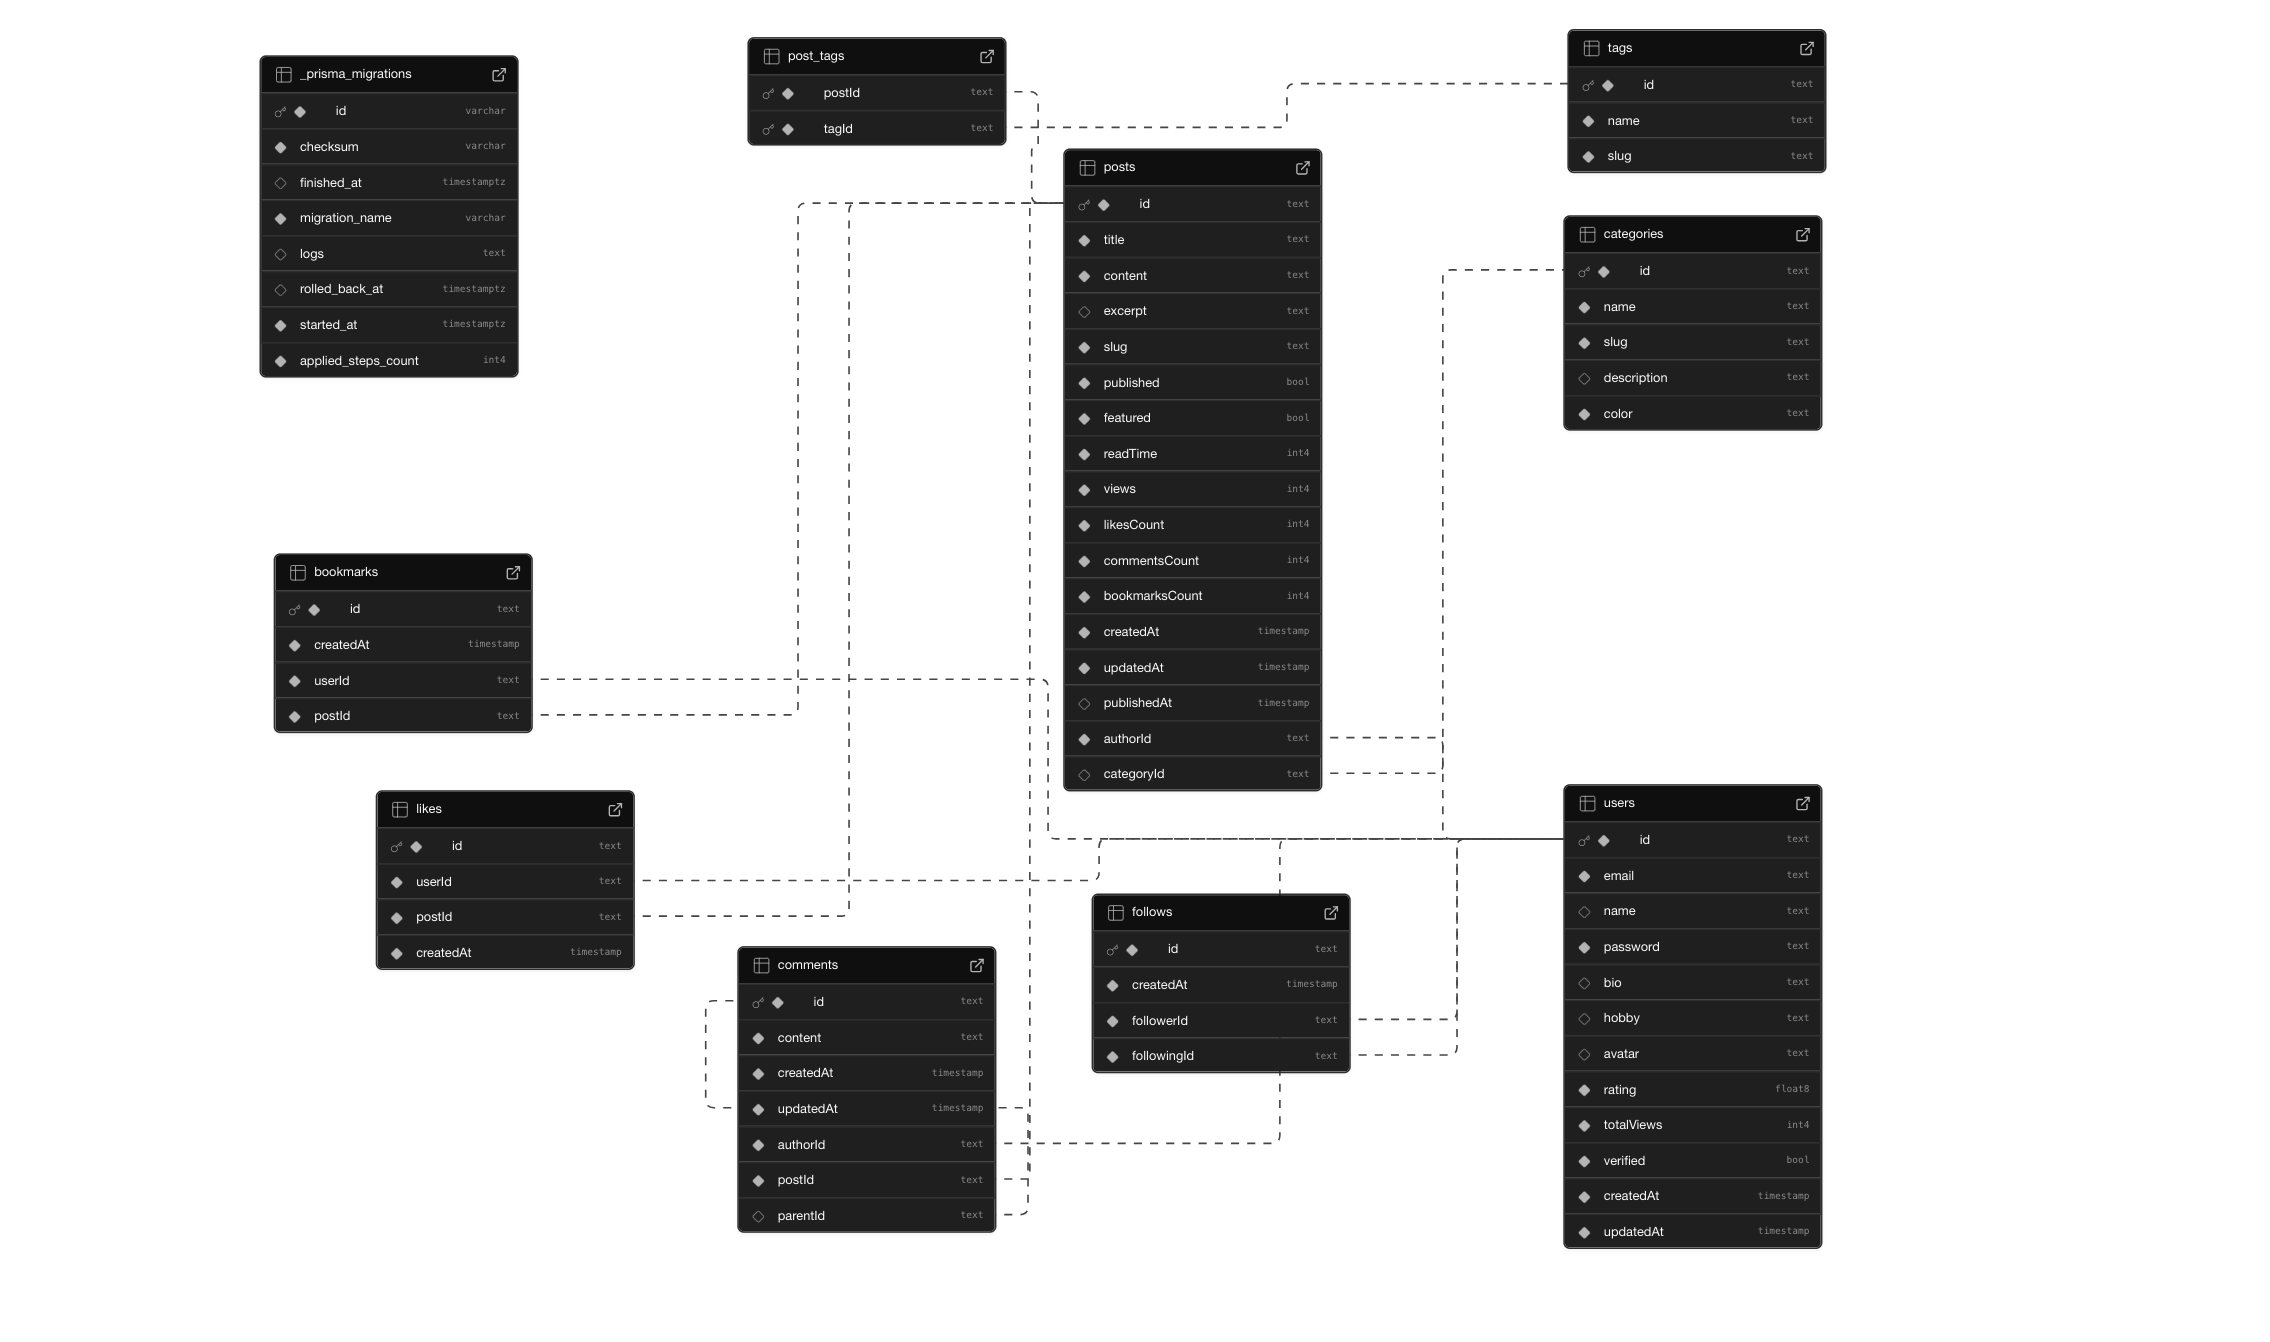 _prisma_migrations
id varchar
checksum varchar
finished_at timestamptz
migration_name varchar
logs text
rolled_back_at timestamptz
started_at timestamptz
applied_steps_count int4
post_tags
postId text
tagId text
tags
id text
name text
slug text
posts
id text
title text
content text
excerpt text
slug text
published bool
featured bool
readTime int4
views int4
likesCount int4
commentsCount int4
bookmarksCount int4
createdAt timestamp
updatedAt timestamp
publishedAt timestamp
authorId text
categoryId text
categories
id text
name text
slug text
description text
color text
bookmarks
id text
createdAt timestamp
userId text
postId text
likes
id text
userId text
postId text
createdAt timestamp
comments
id text
content text
createdAt timestamp
updatedAt timestamp
authorId text
postId text
parentId text
follows
id text
createdAt timestamp
followerId text
followingId text
users
id text
email text
name text
password text
bio text
hobby text
avatar text
rating float8
totalViews int4
verified bool
createdAt timestamp
updatedAt timestamp